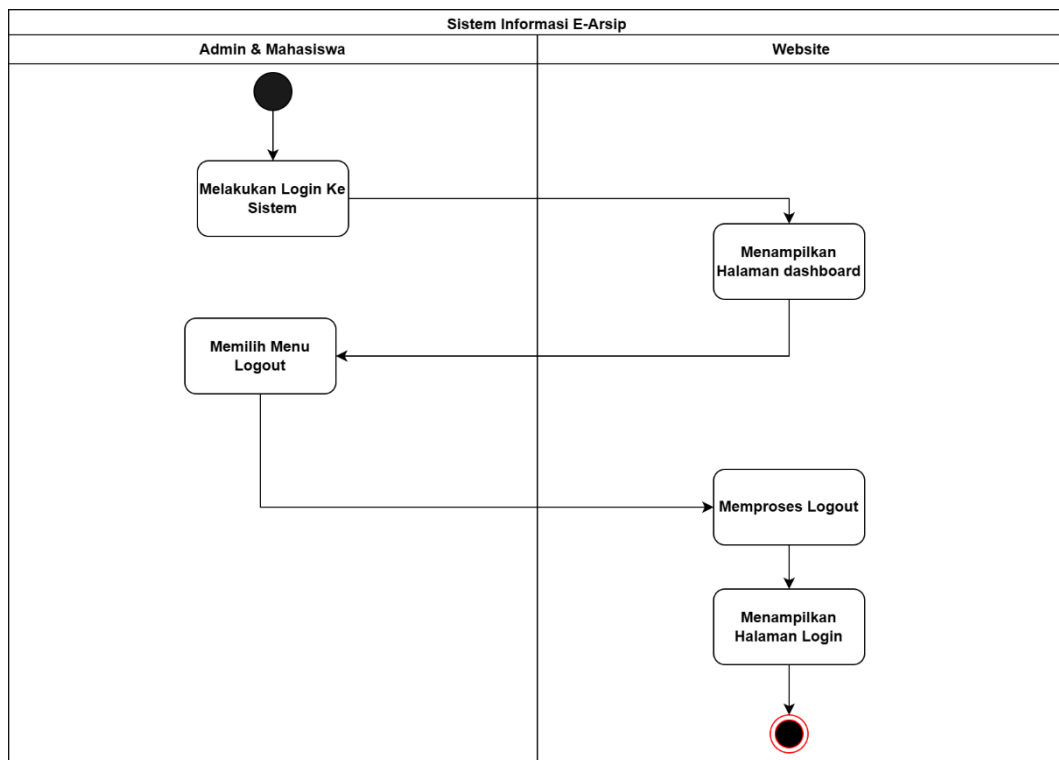 Sistem Informasi E-Arsip
Admin & Mahasiswa
Website
Melakukan Login Ke
Sistem
Menampilkan
Halaman dashboard
Memilih Menu
Logout
Memproses Logout
Menampilkan
Halaman Login